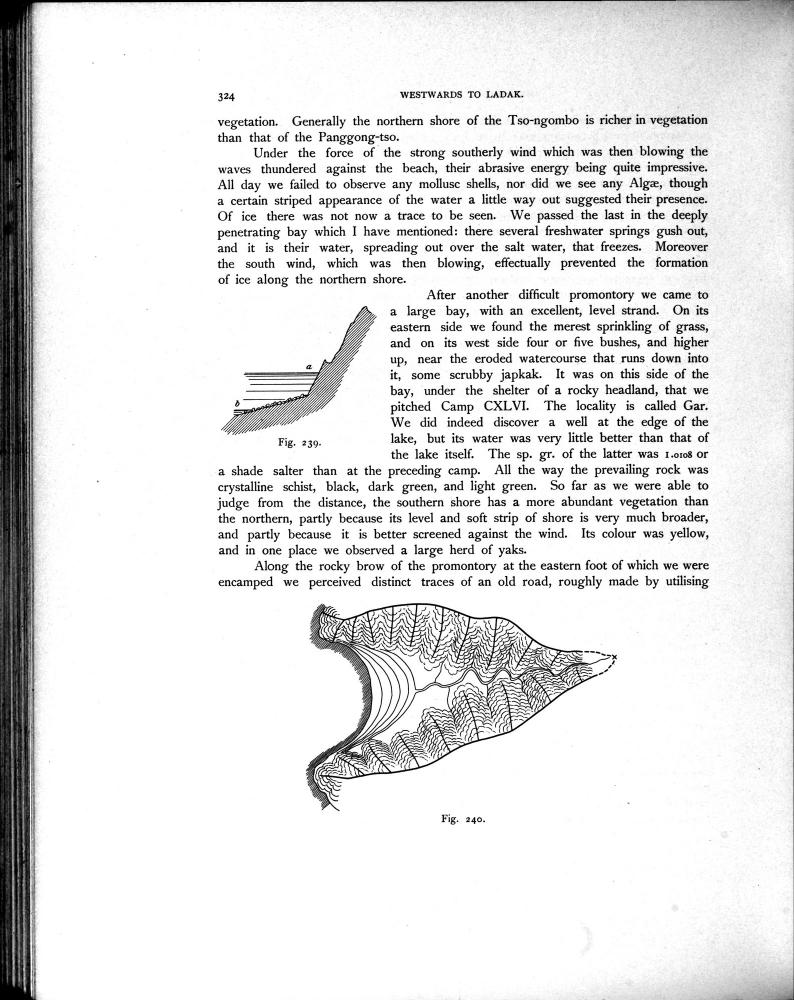 324 WESTWARDS TO LADAK.
vegetation. Generally the northern shore of the Tso-ngombo is richer in vegetation
than that of the Panggong-tso.
Under the force of the strong southerly wind which was then blowing the
waves thundered against the beach, their abrasive energy being quite impressive.
All day we failed to observe any mollusc shells, nor did we see any Algæ, though
a certain striped appearance of the water a little way out suggested their presence.
Of ice there was not now a trace to be seen. We passed the last in the deeply
penetrating bay which I have mentioned: there several freshwater springs gush out,
and it is their water, spreading out over the salt water, that freezes. Moreover
the south wind, which was then blowing, effectually prevented the formation
of ice along the northern shore.
After another difficult promontory we came to
a large bay, with an excellent, level strand. On its
eastern side we found the merest sprinkling of grass,
and on its west side four or five bushes, and higher
up, near the eroded watercourse that runs down into
it, some scrubby japkak. It was on this side of the
bay, under the shelter of a rocky headland, that we
pitched Camp CXLVI. The locality is called Gar.
We did indeed discover a well at the edge of the
lake, but its water was very little better than that of
the lake itself. The sp. gr. of the latter was 1.0108 or
a
b
Fig. 239.
a shade salter than at the preceding camp. All the way the prevailing rock was
crystalline schist, black, dark green, and light green. So far as we were able to
judge from the distance, the southern shore has a more abundant vegetation than
the northern, partly because its level and soft strip of shore is very much broader,
and partly because it is better screened against the wind. Its colour was yellow,
and in one place we observed a large herd of yaks.
Along the rocky brow of the promontory at the eastern foot of which we were
encamped we perceived distinct traces of an old road, roughly made by utilising
Fig. 240.